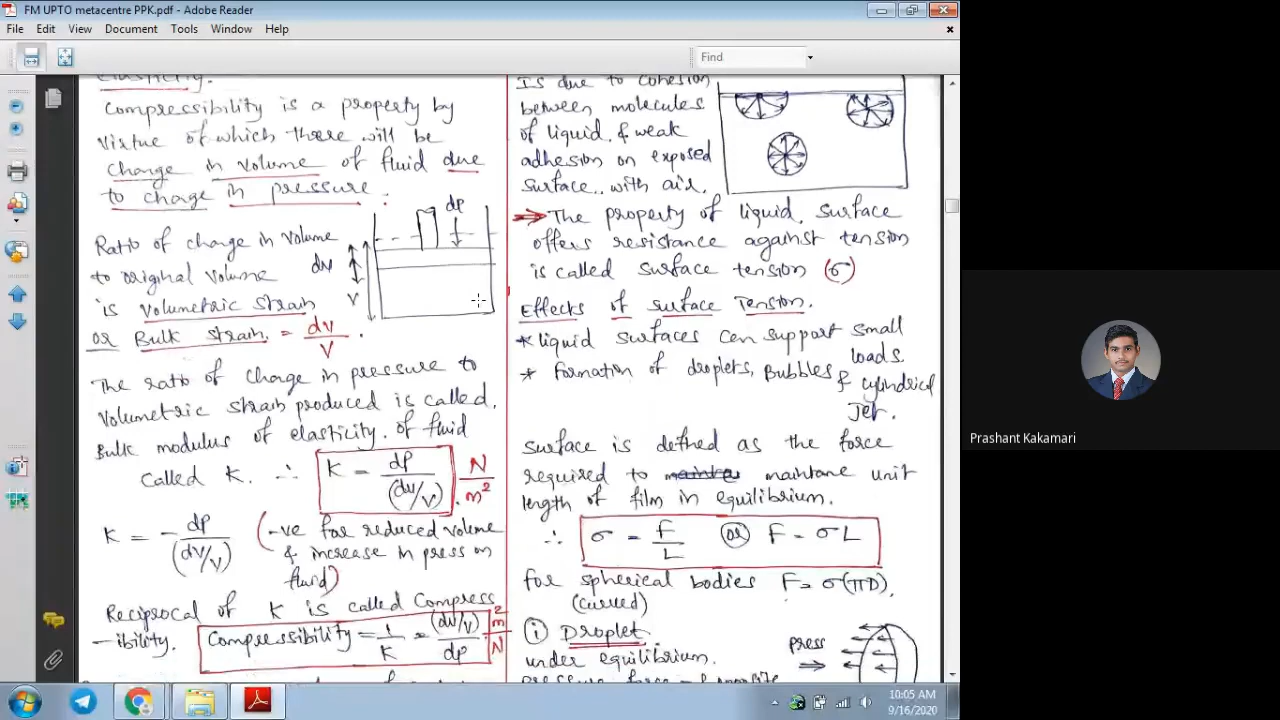 FM UPTO metacentre PPK.pdf - Adobe Reader
File Edit View Document Tools Window Help
Find
Elasticity.
Compressibility is a property by
virtue of which there will be
change in volume of fluid due
to change in pressure.
dp
Ratio of change in volume
to original volume
is volumetric strain
or Bulk strain. = dv/V.
dv
V
The ratio of change in pressure to
volumetric strain produced is called.
Bulk modulus of elasticity. of fluid
Called K. ∴ K = dp/(dv/V) . N/m²
K = - dp/(dv/V) (-ve for reduced volume
& increase in press on
fluid)
Reciprocal of K is called Compress
-ibility. Compressibility = 1/K = (dv/V)/dp . m²/N
Is due to cohesion
between molecules
of liquid. & weak
adhesion on exposed
surface.. with air.
The property of liquid. surface
offers resistance against tension
is called surface tension (σ)
Effects of surface Tension.
* liquid surfaces can support small
loads.
* formation of droplets, Bubbles & cylindrical
Jet.
Surface is defined as the force
required to maintane unit
length of film in equilibrium.
∴ σ = F/L or F = σL
for spherical bodies F = σ(πD).
(curved)
i Droplet.
under equilibrium.
press
pressure force = opposite
Prashant Kakamari
10:05 AM
9/16/2020